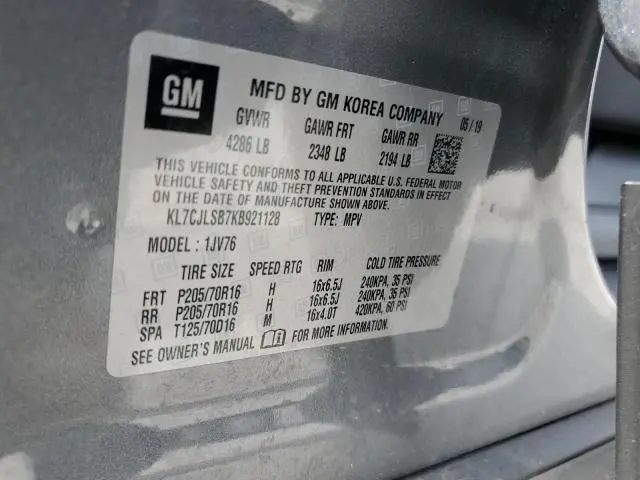 GM
MFD BY GM KOREA COMPANY 05/19
GVWR GAWR FRT GAWR RR
4286 LB 2348 LB 2194 LB
THIS VEHICLE CONFORMS TO ALL APPLICABLE U.S. FEDERAL MOTOR
VEHICLE SAFETY AND THEFT PREVENTION STANDARDS IN EFFECT
ON THE DATE OF MANUFACTURE SHOWN ABOVE.
KL7CJLSB7KB921128 TYPE: MPV
MODEL: 1JV76
TIRE SIZE SPEED RTG RIM COLD TIRE PRESSURE
FRT P205/70R16 H 16x6.5J 240KPA, 35 PSI
RR P205/70R16 H 16x6.5J 240KPA, 35 PSI
SPA T125/70D16 M 16x4.0T 420KPA, 60 PSI
SEE OWNER'S MANUAL FOR MORE INFORMATION.